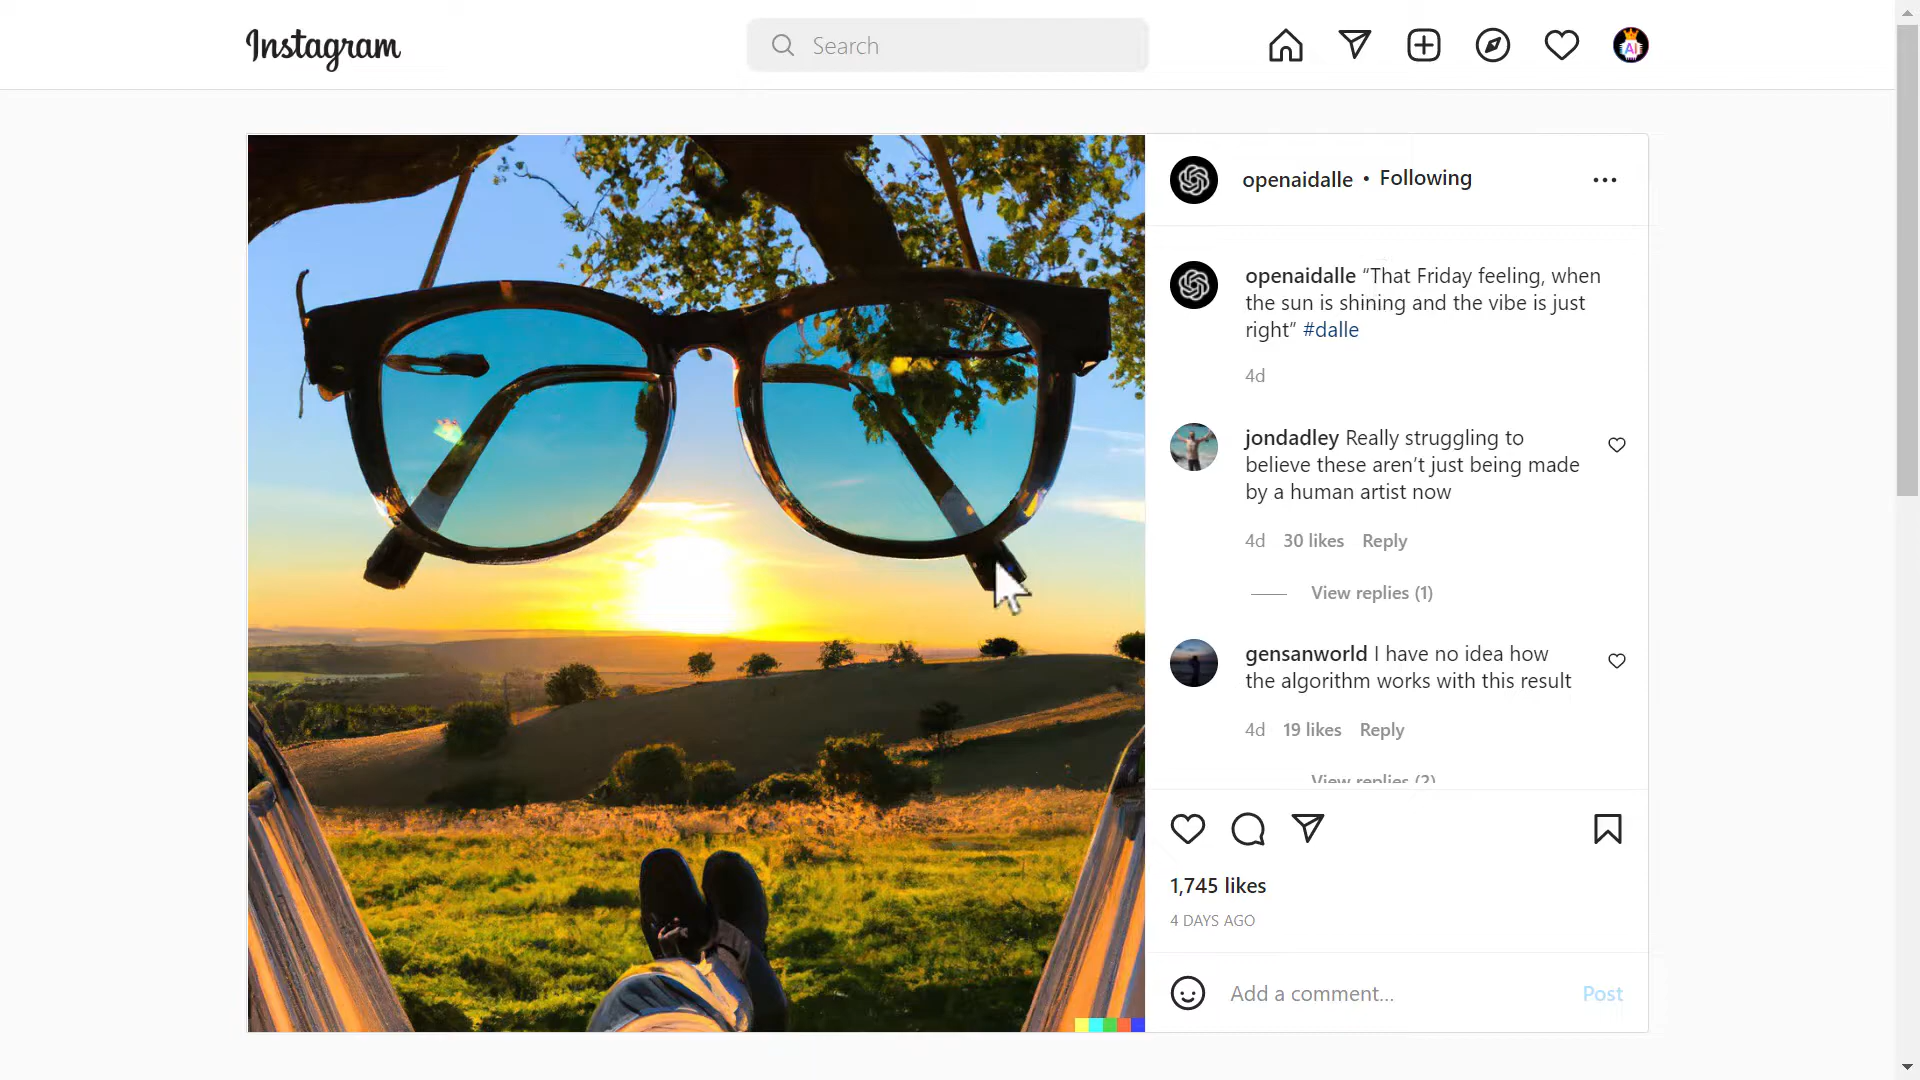 Instagram
Search
openaidalle • Following
openaidalle “That Friday feeling, when
the sun is shining and the vibe is just
right” #dalle
4d
jondadley Really struggling to
believe these aren’t just being made
by a human artist now
4d 30 likes Reply
View replies (1)
gensanworld I have no idea how
the algorithm works with this result
4d 19 likes Reply
View replies (2)
1,745 likes
4 DAYS AGO
Add a comment...
Post